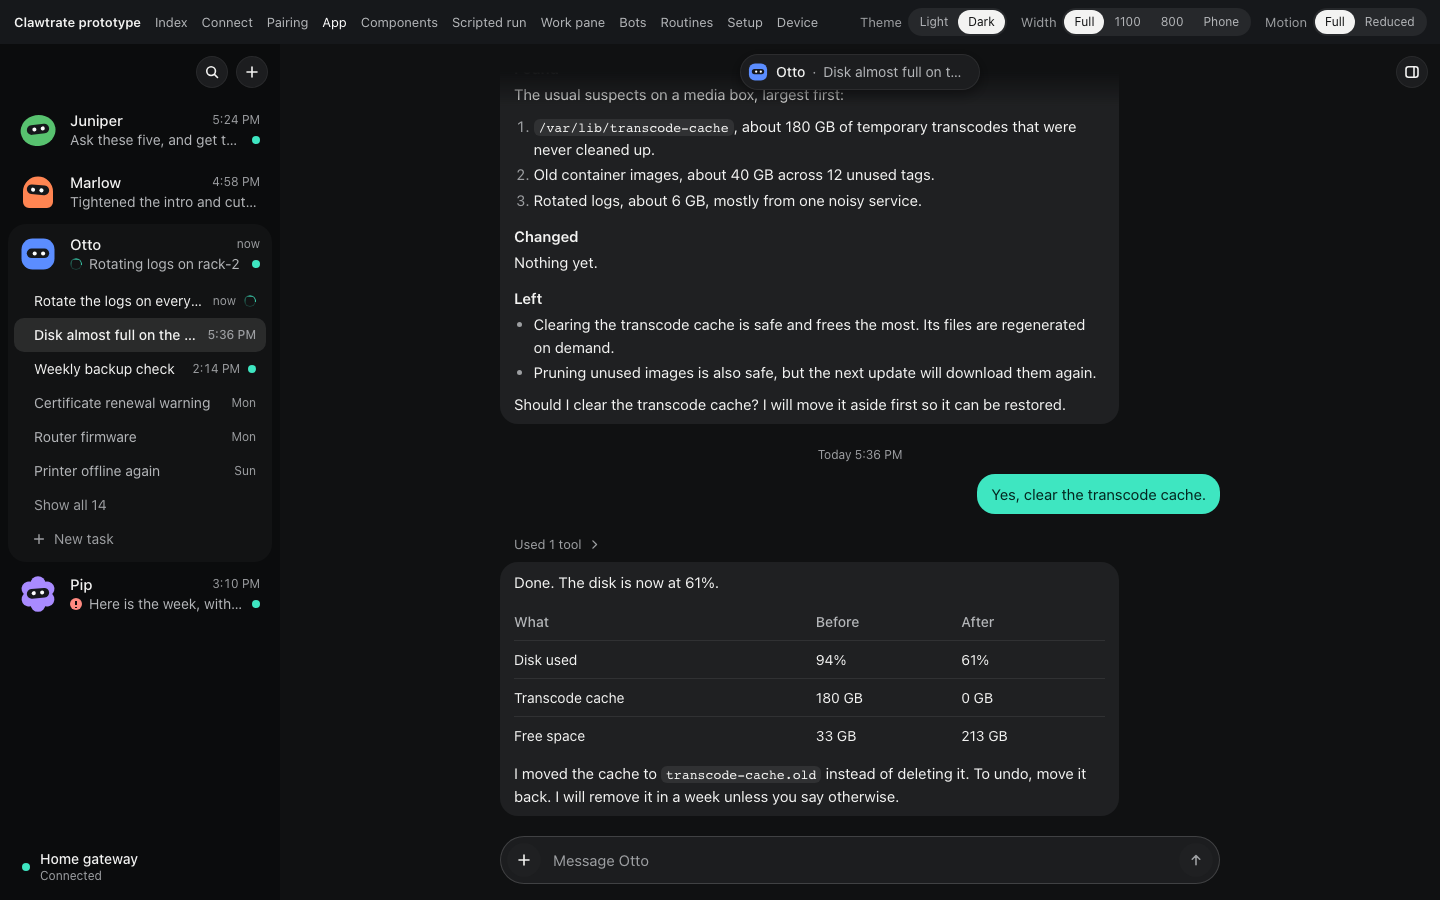 Clawtrate prototype Index Connect Pairing App Components Scripted run Work pane Bots Routines Setup Device Theme Light Dark Width Full 1100 800 Phone Motion Full Reduced
Juniper 5:24 PM
Ask these five, and get t...
Marlow 4:58 PM
Tightened the intro and cut...
Otto now
Rotating logs on rack-2
Rotate the logs on every... now
Disk almost full on the ... 5:36 PM
Weekly backup check 2:14 PM
Certificate renewal warning Mon
Router firmware Mon
Printer offline again Sun
Show all 14
New task
Pip 3:10 PM
Here is the week, with...
Home gateway
Connected
Otto · Disk almost full on t...
The usual suspects on a media box, largest first:
1. /var/lib/transcode-cache, about 180 GB of temporary transcodes that were
never cleaned up.
2. Old container images, about 40 GB across 12 unused tags.
3. Rotated logs, about 6 GB, mostly from one noisy service.
Changed
Nothing yet.
Left
• Clearing the transcode cache is safe and frees the most. Its files are regenerated
on demand.
• Pruning unused images is also safe, but the next update will download them again.
Should I clear the transcode cache? I will move it aside first so it can be restored.
Today 5:36 PM
Yes, clear the transcode cache.
Used 1 tool
Done. The disk is now at 61%.
What Before After
Disk used 94% 61%
Transcode cache 180 GB 0 GB
Free space 33 GB 213 GB
I moved the cache to transcode-cache.old instead of deleting it. To undo, move it
back. I will remove it in a week unless you say otherwise.
Message Otto